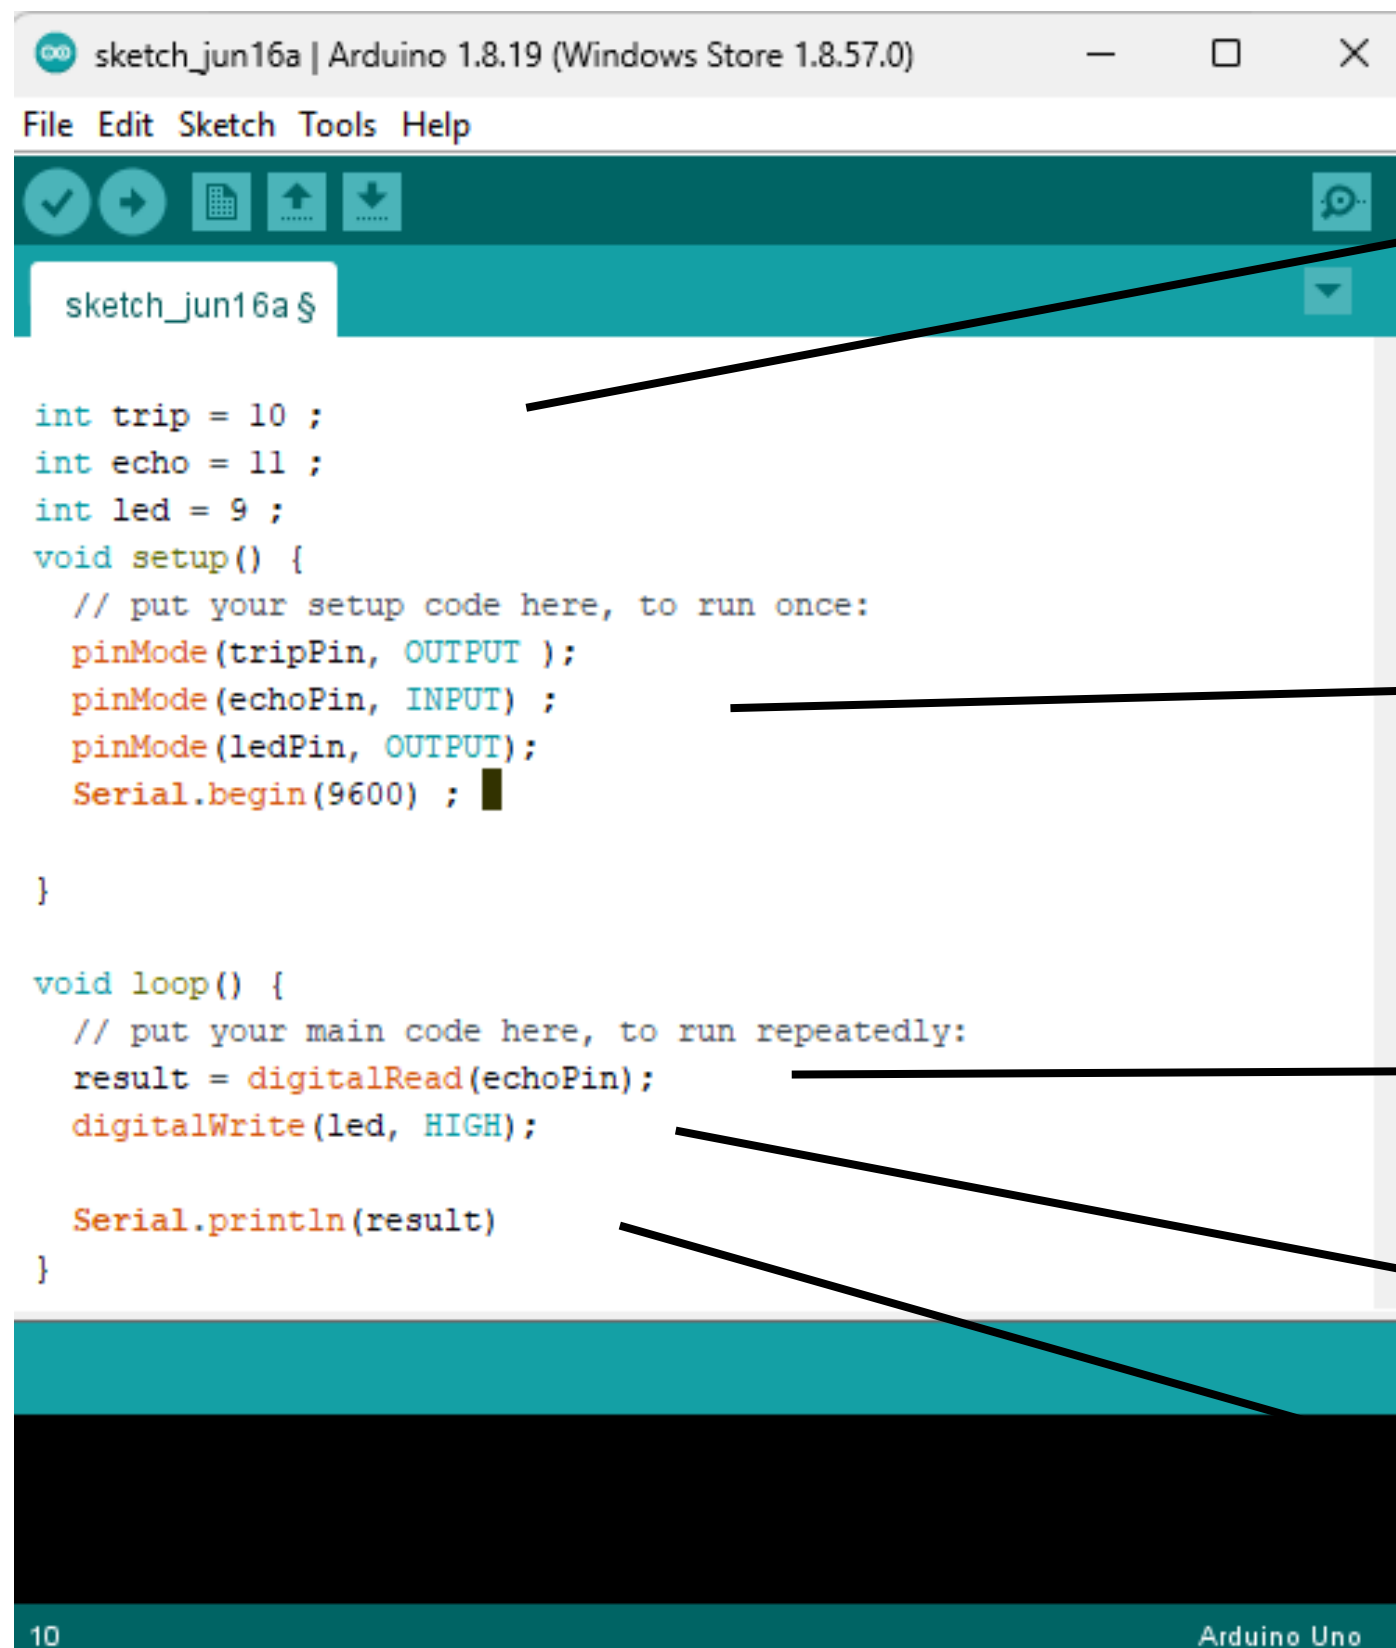 sketch_jun16a | Arduino 1.8.19 (Windows Store 1.8.57.0)
File Edit Sketch Tools Help
sketch_jun16a §
int trip = 10 ;
int echo = 11 ;
int led = 9 ;
void setup() {
  // put your setup code here, to run once:
  pinMode(tripPin, OUTPUT );
  pinMode(echoPin, INPUT) ;
  pinMode(ledPin, OUTPUT);
  Serial.begin(9600) ;
}
void loop() {
  // put your main code here, to run repeatedly:
  result = digitalRead(echoPin);
  digitalWrite(led, HIGH);
  Serial.println(result)
}
10 Arduino Uno